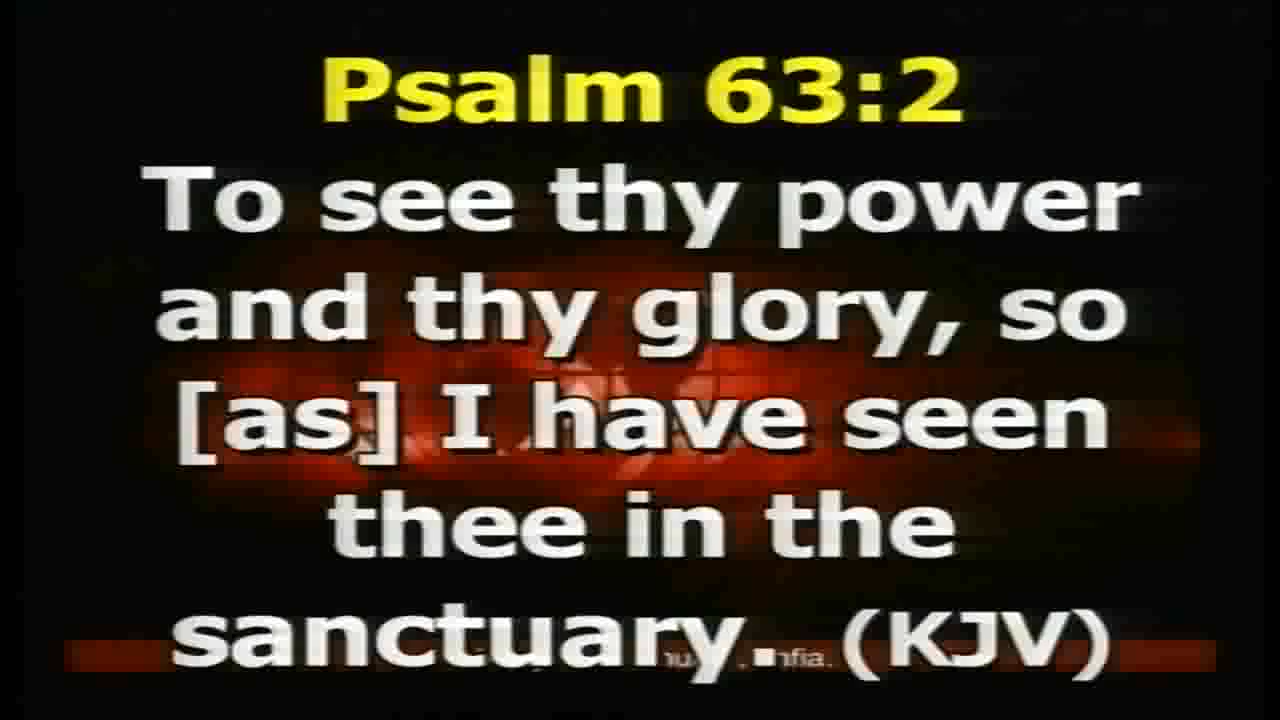 Psalm 63:2
To see thy power
and thy glory, so
[as] I have seen
thee in the
sanctuary. (KJV)